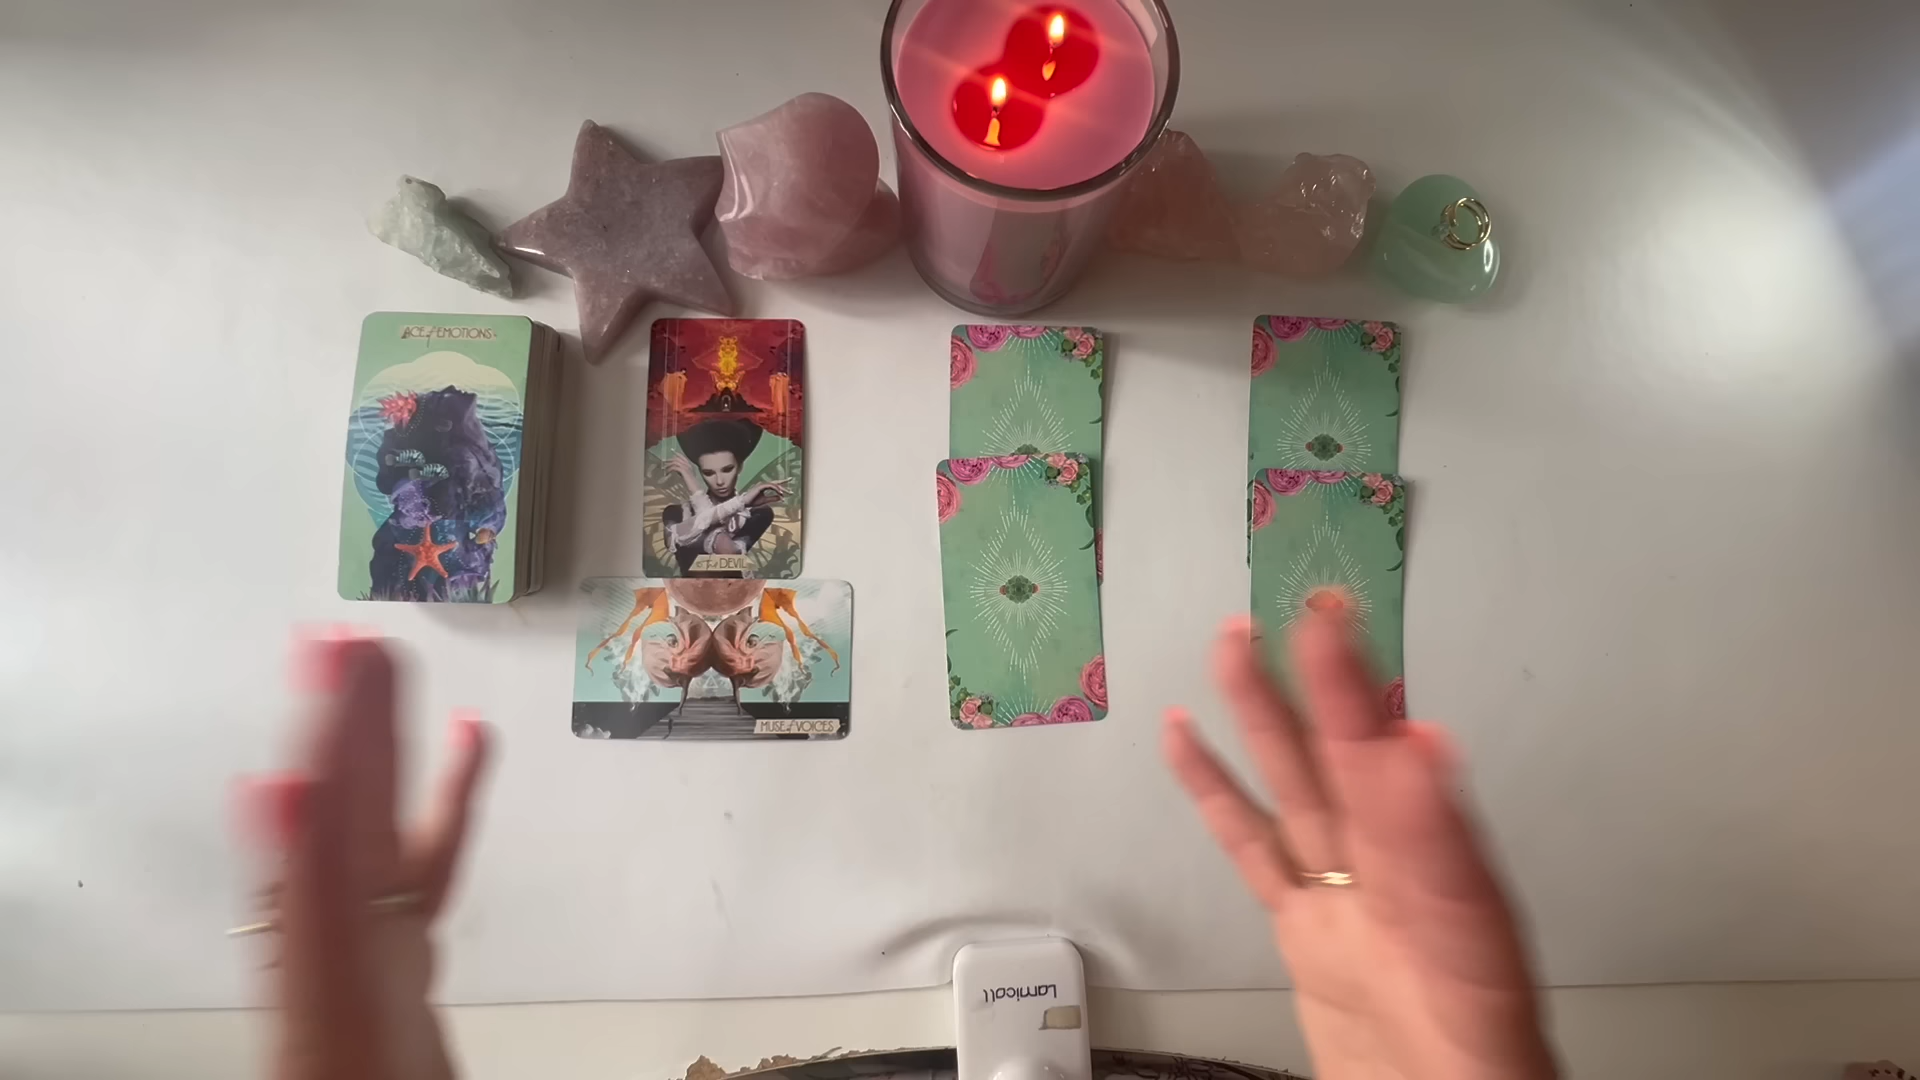 ACE of EMOTIONS
The DEVIL
MUSE of VOICES
Lamicall